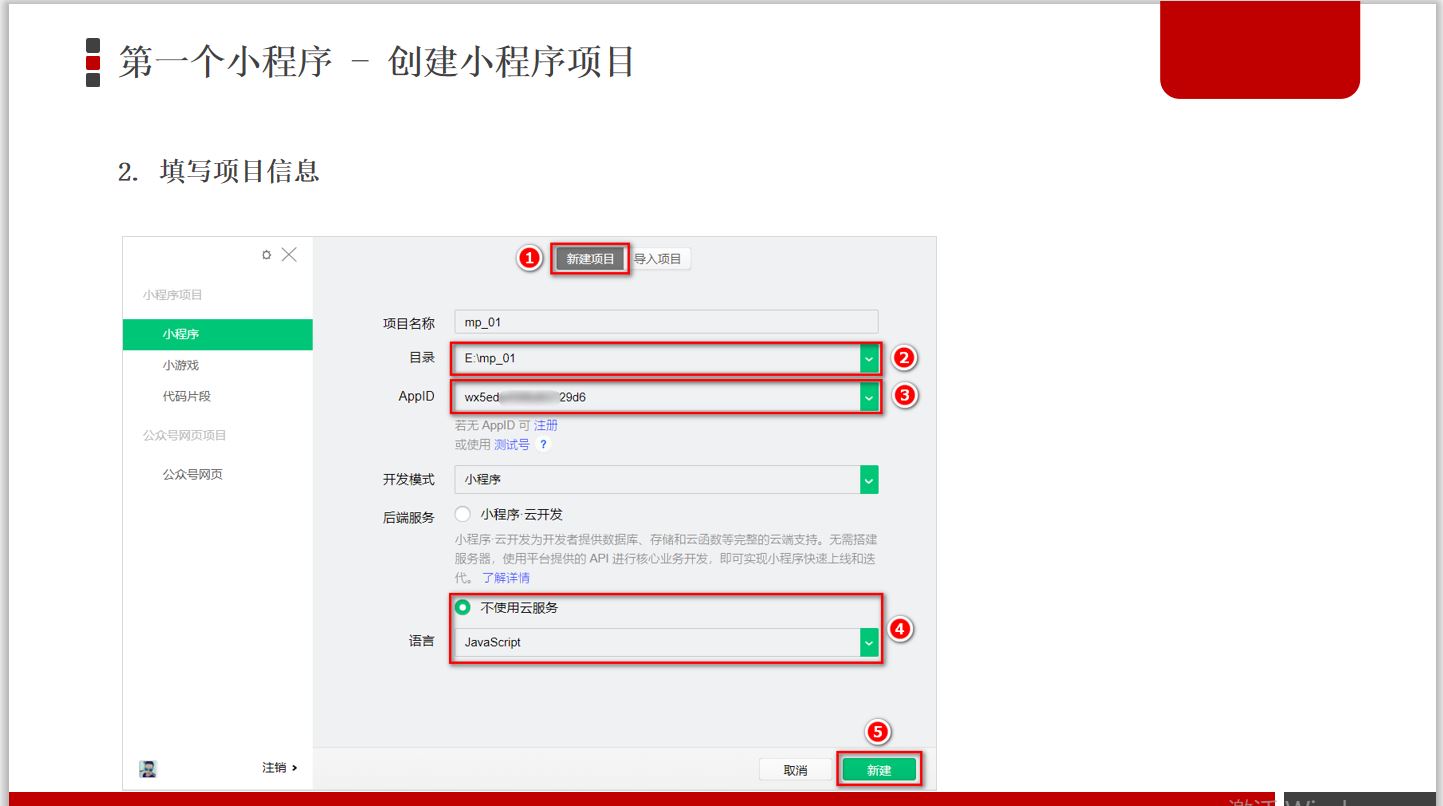 第一个小程序 – 创建小程序项目
2. 填写项目信息
1 新建项目 导入项目
小程序项目
小程序
小游戏
代码片段
公众号网页项目
公众号网页
注销 ›
项目名称 mp_01
目录 E:\mp_01 2
AppID wx5ed 29d6 3
若无 AppID 可 注册
或使用 测试号 ?
开发模式 小程序
后端服务 小程序·云开发
小程序·云开发为开发者提供数据库、存储和云函数等完整的云端支持。无需搭建
服务器，使用平台提供的 API 进行核心业务开发，即可实现小程序快速上线和迭
代。 了解详情
不使用云服务
语言 JavaScript 4
5
取消 新建